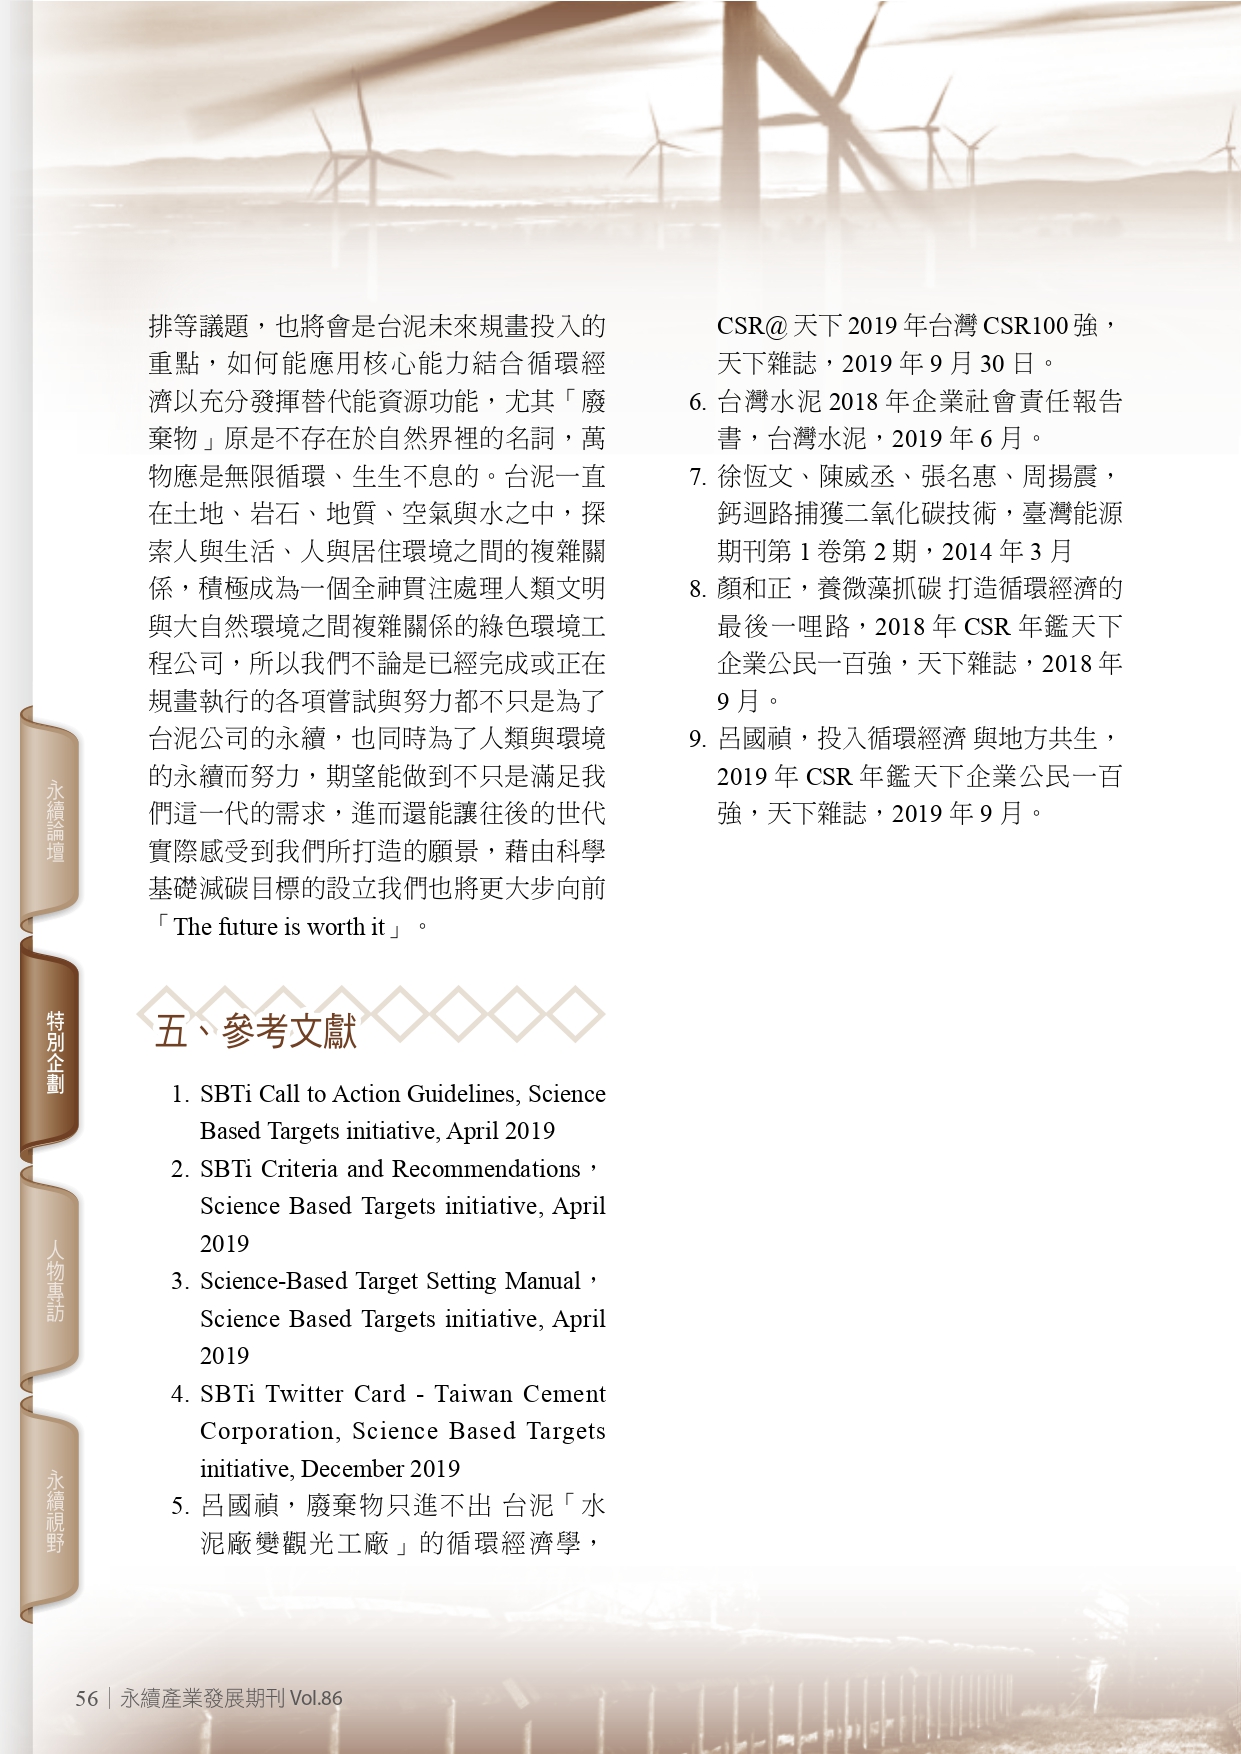 排等議題，也將會是台泥未來規畫投入的
重點，如何能應用核心能力結合循環經
濟以充分發揮替代能資源功能，尤其「廢
棄物」原是不存在於自然界裡的名詞，萬
物應是無限循環、生生不息的。台泥一直
在土地、岩石、地質、空氣與水之中，探
索人與生活、人與居住環境之間的複雜關
係，積極成為一個全神貫注處理人類文明
與大自然環境之間複雜關係的綠色環境工
程公司，所以我們不論是已經完成或正在
規畫執行的各項嘗試與努力都不只是為了
台泥公司的永續，也同時為了人類與環境
的永續而努力，期望能做到不只是滿足我
們這一代的需求，進而還能讓往後的世代
實際感受到我們所打造的願景，藉由科學
基礎減碳目標的設立我們也將更大步向前
「The future is worth it」。
五、參考文獻
1. SBTi Call to Action Guidelines, Science
Based Targets initiative, April 2019
2. SBTi Criteria and Recommendations，
Science Based Targets initiative, April
2019
3. Science-Based Target Setting Manual，
Science Based Targets initiative, April
2019
4. SBTi Twitter Card - Taiwan Cement
Corporation, Science Based Targets
initiative, December 2019
5. 呂國禎，廢棄物只進不出 台泥「水
泥廠變觀光工廠」的循環經濟學，
CSR@天下 2019 年台灣 CSR100 強，
天下雜誌，2019 年 9 月 30 日。
6. 台灣水泥 2018 年企業社會責任報告
書，台灣水泥，2019 年 6 月。
7. 徐恆文、陳威丞、張名惠、周揚震，
鈣迴路捕獲二氧化碳技術，臺灣能源
期刊第 1 卷第 2 期，2014 年 3 月
8. 顏和正，養微藻抓碳 打造循環經濟的
最後一哩路，2018 年 CSR 年鑑天下
企業公民一百強，天下雜誌，2018 年
9 月。
9. 呂國禎，投入循環經濟 與地方共生，
2019 年 CSR 年鑑天下企業公民一百
強，天下雜誌，2019 年 9 月。
永續論壇
特別企劃
人物專訪
永續視野
56｜永續產業發展期刊 Vol.86